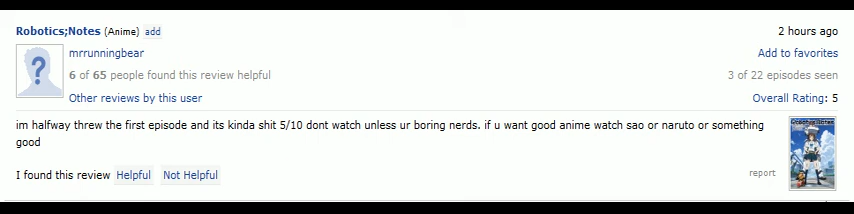 Robotics;Notes (Anime) add
2 hours ago
mrrunningbear
Add to favorites
6 of 65 people found this review helpful
3 of 22 episodes seen
Other reviews by this user
Overall Rating: 5
im halfway threw the first episode and its kinda shit 5/10 dont watch unless ur boring nerds. if u want good anime watch sao or naruto or something
good
I found this review Helpful Not Helpful
report